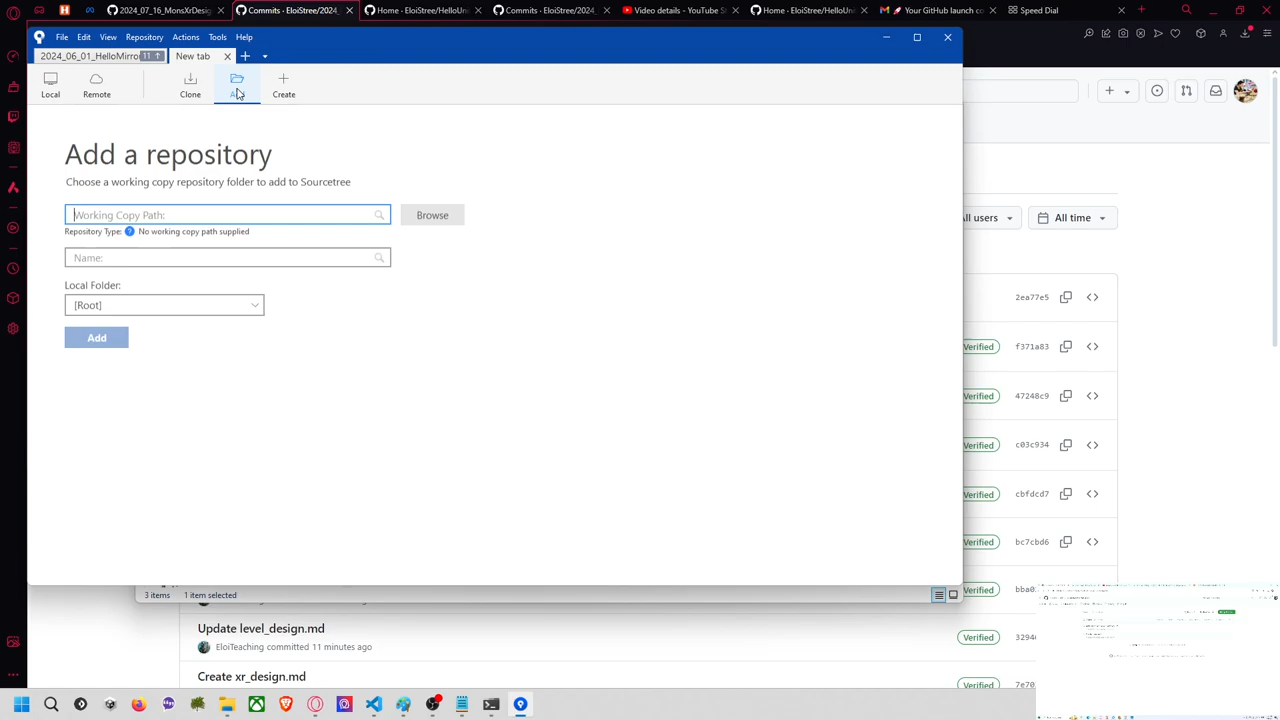 2024_07_16_MonsXrDesign
Commits · EloiStree/2024_
Home · EloiStree/HelloUn
Commits · EloiStree/2024_
Video details - YouTube S
Home · EloiStree/HelloUn
🚀 Your GitHub launch co
Speed Dial
File Edit View Repository Actions Tools Help
2024_06_01_HelloMirro 11 ↑
New tab
Local Remote Clone Create
Add a repository
Choose a working copy repository folder to add to Sourcetree
Working Copy Path:
Browse
Repository Type: ? No working copy path supplied
Name:
Local Folder:
[Root]
Add
All users
All time
2ea77e5
Verified f371a83
Verified 47248c9
Verified c03c934
Verified cbfdcd7
Verified bc7cbd6
Verified
3 items 1 item selected
Update level_design.md
EloiTeaching committed 11 minutes ago
Verified
Create xr_design.md
Verified